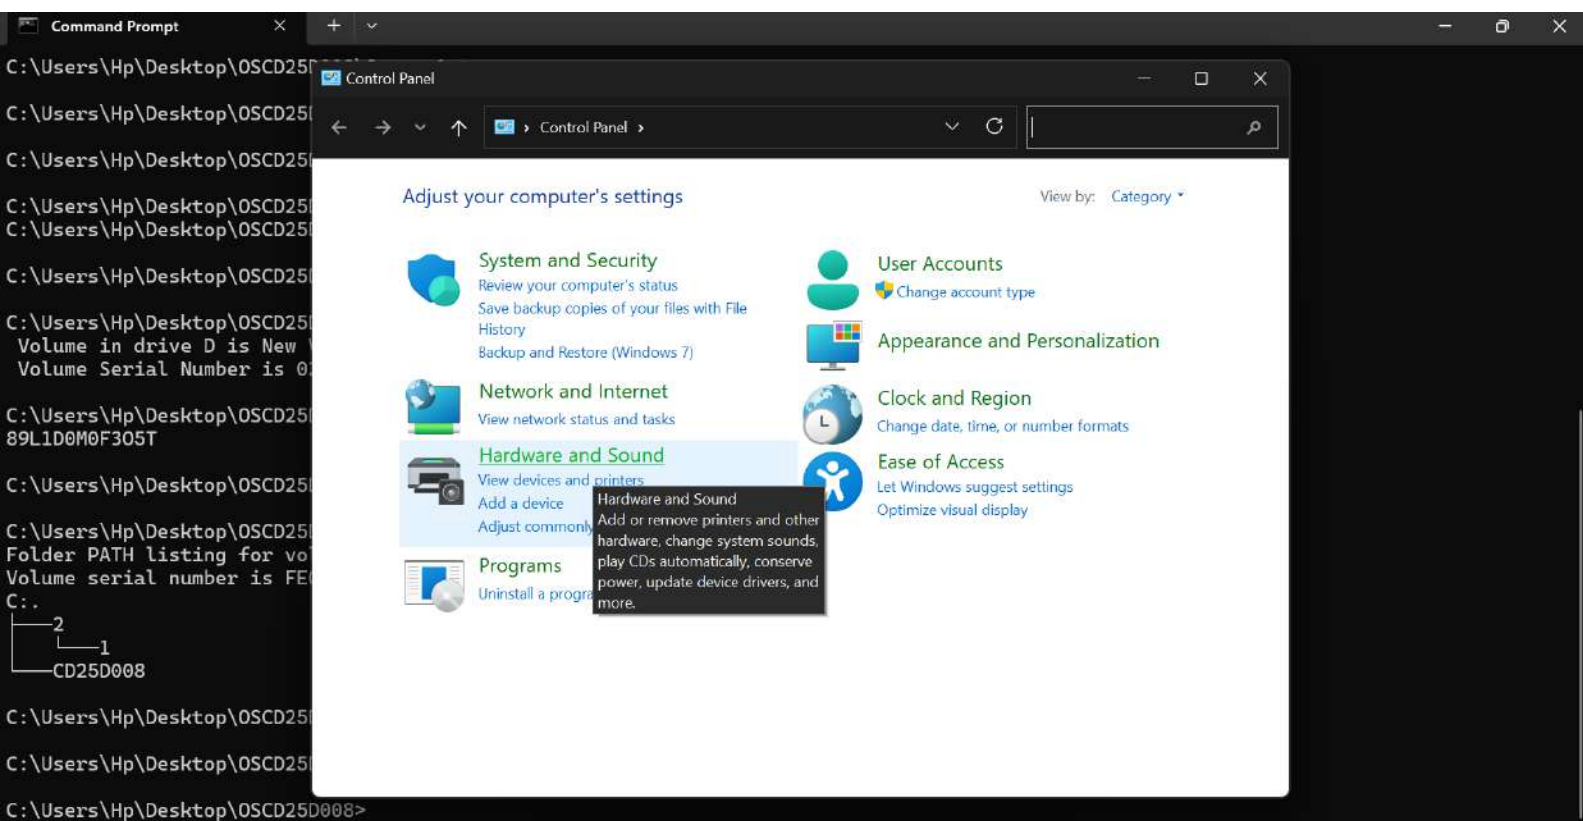 Command Prompt
C:\Users\Hp\Desktop\OSCD25
C:\Users\Hp\Desktop\OSCD25
C:\Users\Hp\Desktop\OSCD25
C:\Users\Hp\Desktop\OSCD25
C:\Users\Hp\Desktop\OSCD25
C:\Users\Hp\Desktop\OSCD25
C:\Users\Hp\Desktop\OSCD25
Volume in drive D is New
Volume Serial Number is 0
C:\Users\Hp\Desktop\OSCD25
89L1D0M0F3O5T
C:\Users\Hp\Desktop\OSCD25
C:\Users\Hp\Desktop\OSCD25
Folder PATH listing for vo
Volume serial number is FE
C:.
2
1
CD25D008
C:\Users\Hp\Desktop\OSCD25
C:\Users\Hp\Desktop\OSCD25
C:\Users\Hp\Desktop\OSCD25D008>
Control Panel
Control Panel
Adjust your computer's settings
View by: Category
System and Security
Review your computer's status
Save backup copies of your files with File
History
Backup and Restore (Windows 7)
Network and Internet
View network status and tasks
Hardware and Sound
View devices and printers
Add a device
Adjust commonly
Hardware and Sound
Add or remove printers and other
hardware, change system sounds,
play CDs automatically, conserve
power, update device drivers, and
more.
Programs
Uninstall a progra
User Accounts
Change account type
Appearance and Personalization
Clock and Region
Change date, time, or number formats
Ease of Access
Let Windows suggest settings
Optimize visual display